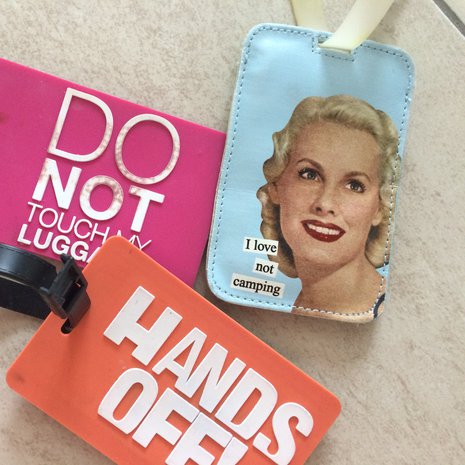 DO
NOT
TOUCH MY
LUGGA
I love
not
camping
HANDS
OFF!